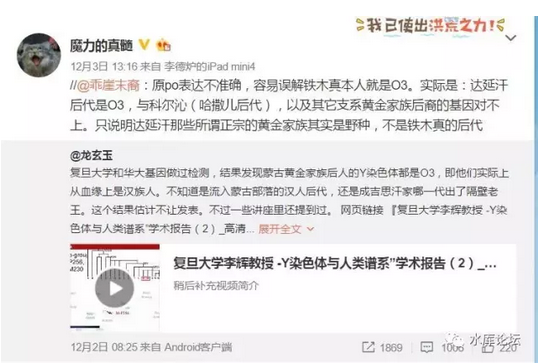 我已使出洪荒之力!
魔力的真髓
12月3日 13:16 来自 李德炉的iPad mini4
//@乖崖末裔：原po表达不准确，容易误解铁木真本人就是O3。实际是：达延汗
后代是O3，与科尔沁（哈撒儿后代），以及其它支系黄金家族后裔的基因对不
上。只说明达延汗那些所谓正宗的黄金家族其实是野种，不是铁木真的后代
@龙玄玉
复旦大学和华大基因做过检测，结果发现蒙古黄金家族后人的Y染色体都是O3，即他们实际上
从血缘上是汉族人。不知道是流入蒙古部落的汉人后代，还是成吉思汗家哪一代出了隔壁老
王。这个结果估计不让发表。不过一些讲座里还提到过。 网页链接 『复旦大学李辉教授 -Y染
色体与人类谱系”学术报告（2）_高清... 展开全文
复旦大学李辉教授 -Y染色体与人类谱系”学术报告（2）_...
稍后补充视频简介
12月2日 08:25 来自 Android客户端
1869
220
水库论坛